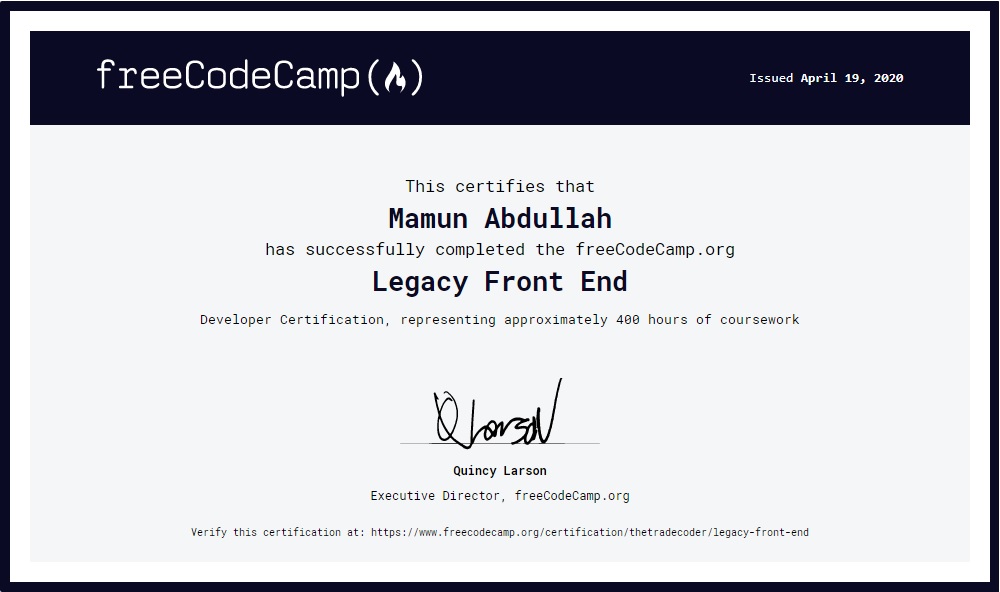 freeCodeCamp(🔥)
Issued April 19, 2020
This certifies that
Mamun Abdullah
has successfully completed the freeCodeCamp.org
Legacy Front End
Developer Certification, representing approximately 400 hours of coursework
QLarson
Quincy Larson
Executive Director, freeCodeCamp.org
Verify this certification at: https://www.freecodecamp.org/certification/thetradecoder/legacy-front-end